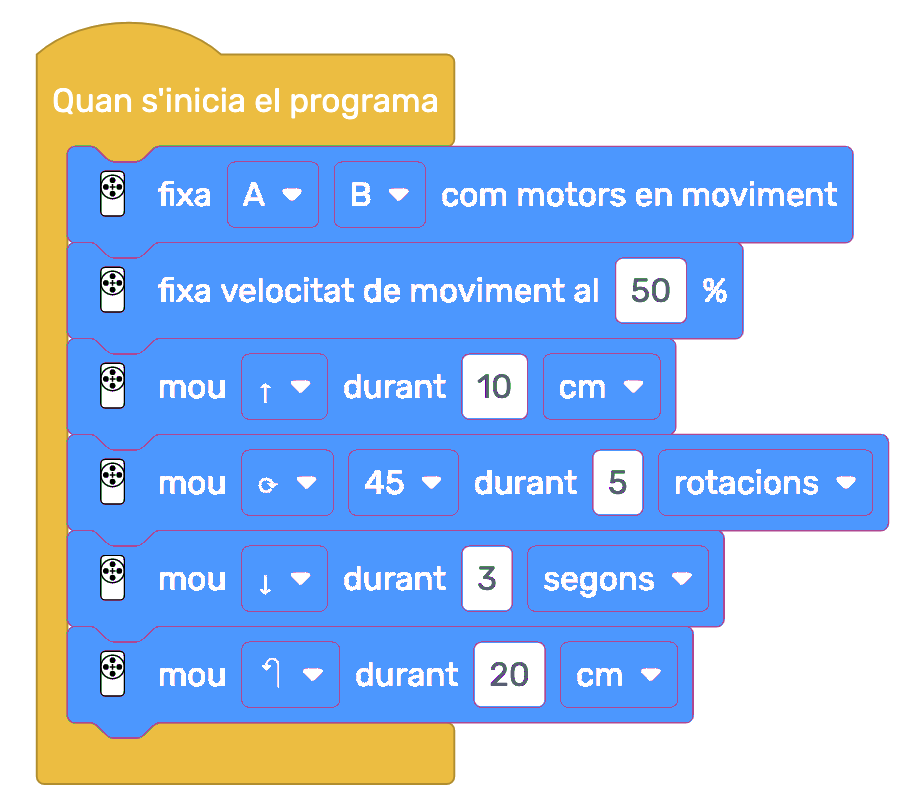 Quan s'inicia el programa
fixa A B com motors en moviment
fixa velocitat de moviment al 50 %
mou ↑ durant 10 cm
mou ⟳ 45 durant 5 rotacions
mou ↓ durant 3 segons
mou ↰ durant 20 cm